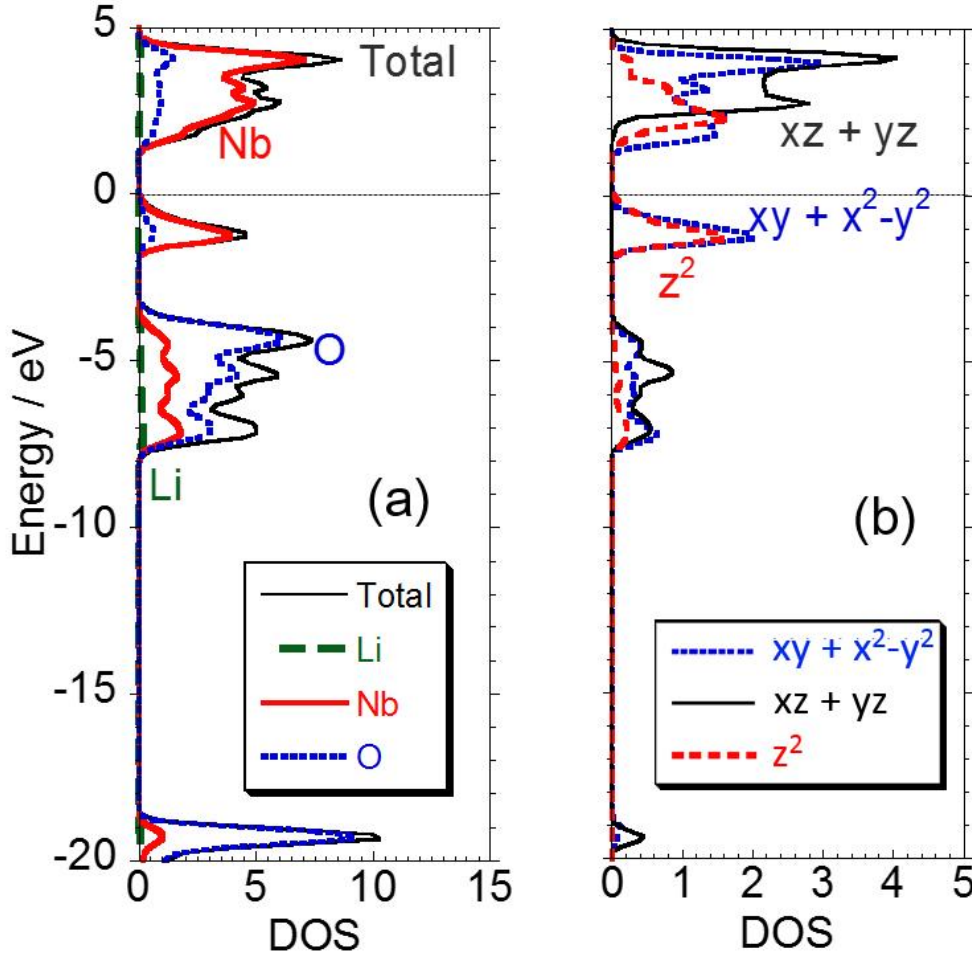 5
0
-5
-10
-15
-20
Energy / eV
Total
Nb
O
Li
(a)
Total
Li
Nb
O
0
5
10
15
DOS
xz + yz
xy + x²-y²
z²
(b)
xy + x²-y²
xz + yz
z²
0
1
2
3
4
5
DOS